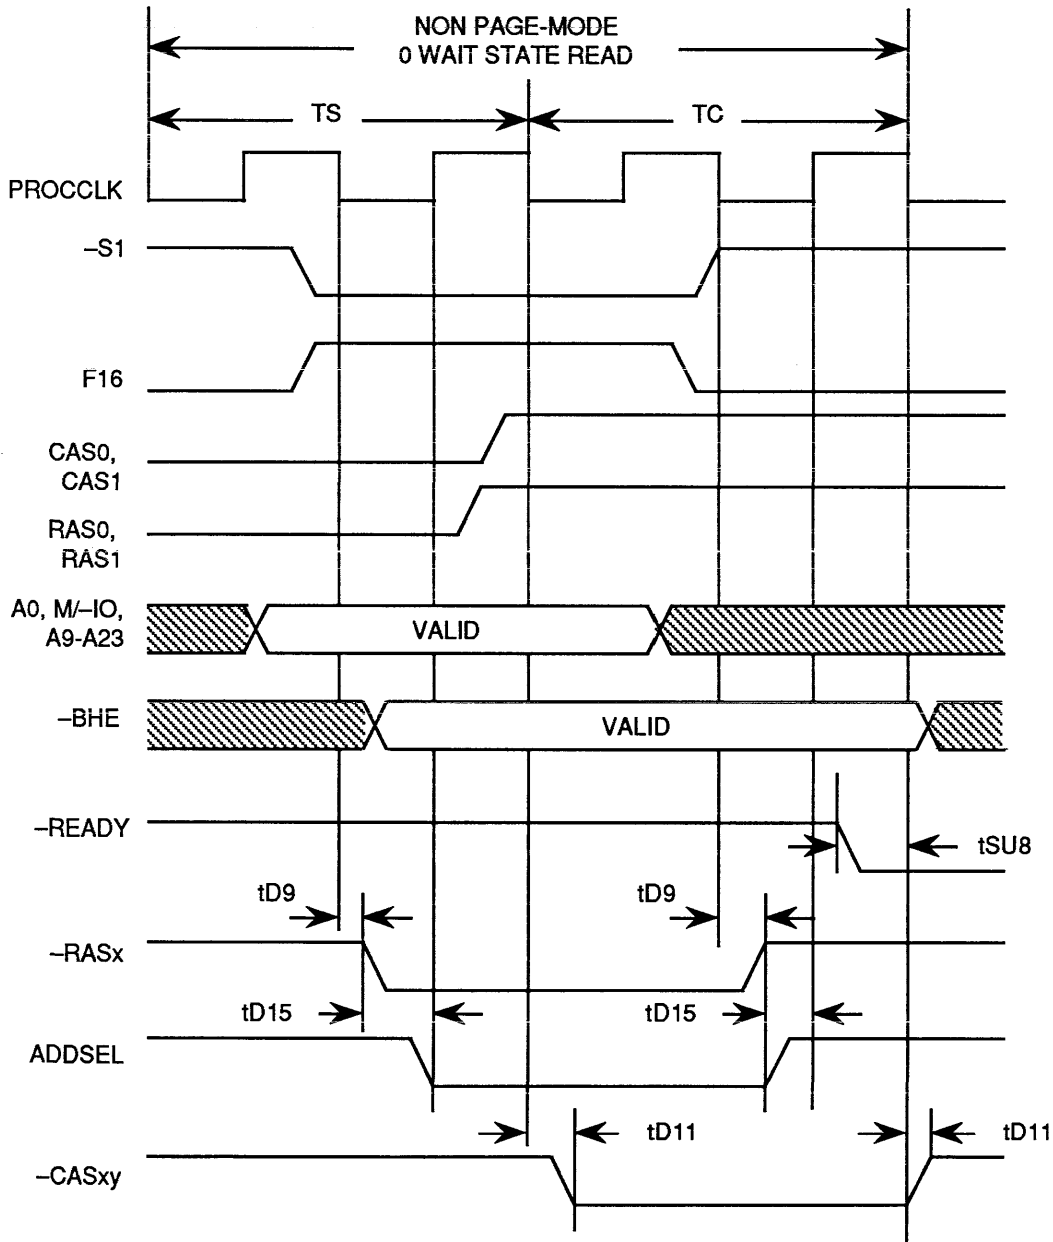 NON PAGE-MODE
0 WAIT STATE READ
TS
TC
PROCCLK
–S1
F16
CAS0,
CAS1
RAS0,
RAS1
A0, M/–IO,
A9-A23
VALID
–BHE
VALID
–READY
tSU8
tD9
tD9
–RASx
tD15
tD15
ADDSEL
tD11
tD11
–CASxy